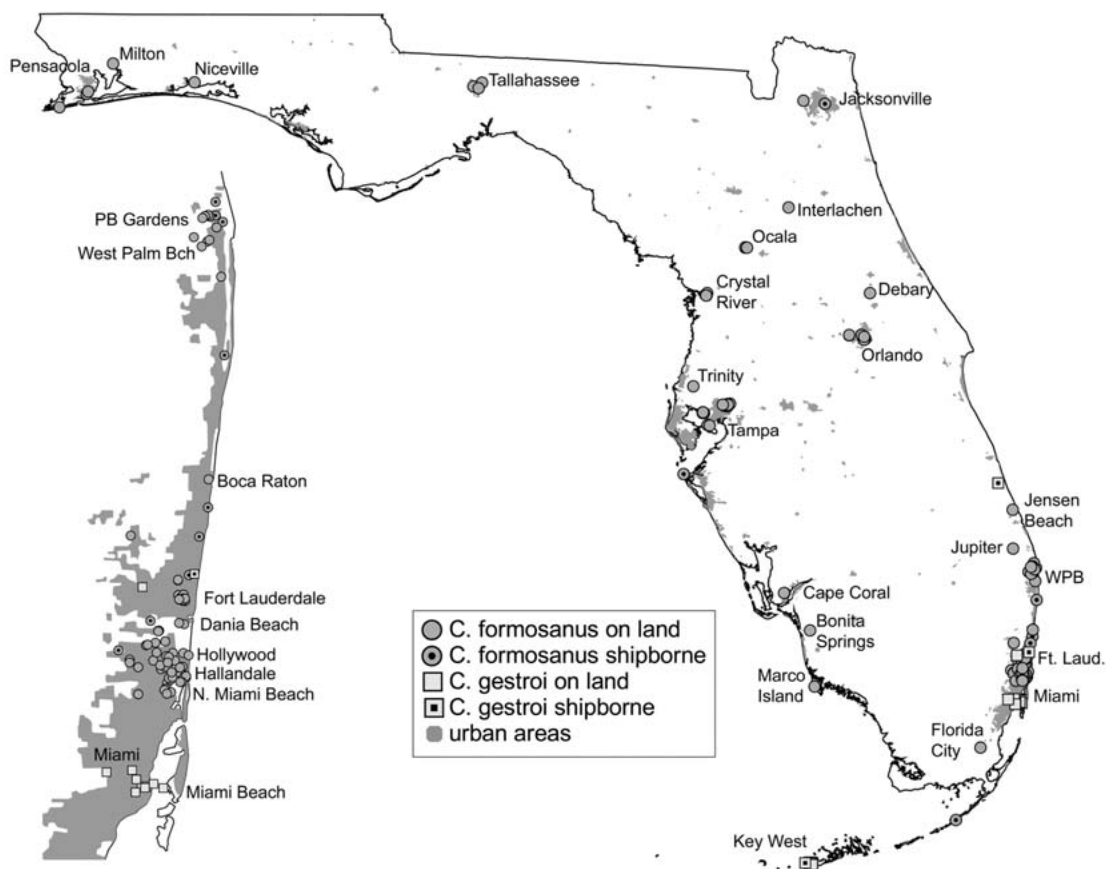 Milton
Pensacola
Niceville
Tallahassee
Jacksonville
Interlachen
PB Gardens
Ocala
West Palm Bch
Crystal
River
Debary
Orlando
Trinity
Tampa
Boca Raton
Jensen
Beach
Jupiter
WPB
Fort Lauderdale
Cape Coral
Dania Beach
Bonita
Springs
Hollywood
Ft. Laud.
Hallandale
Marco
Island
N. Miami Beach
Miami
C. formosanus on land
C. formosanus shipborne
C. gestroi on land
C. gestroi shipborne
urban areas
Florida
City
Miami
Miami Beach
Key West
?